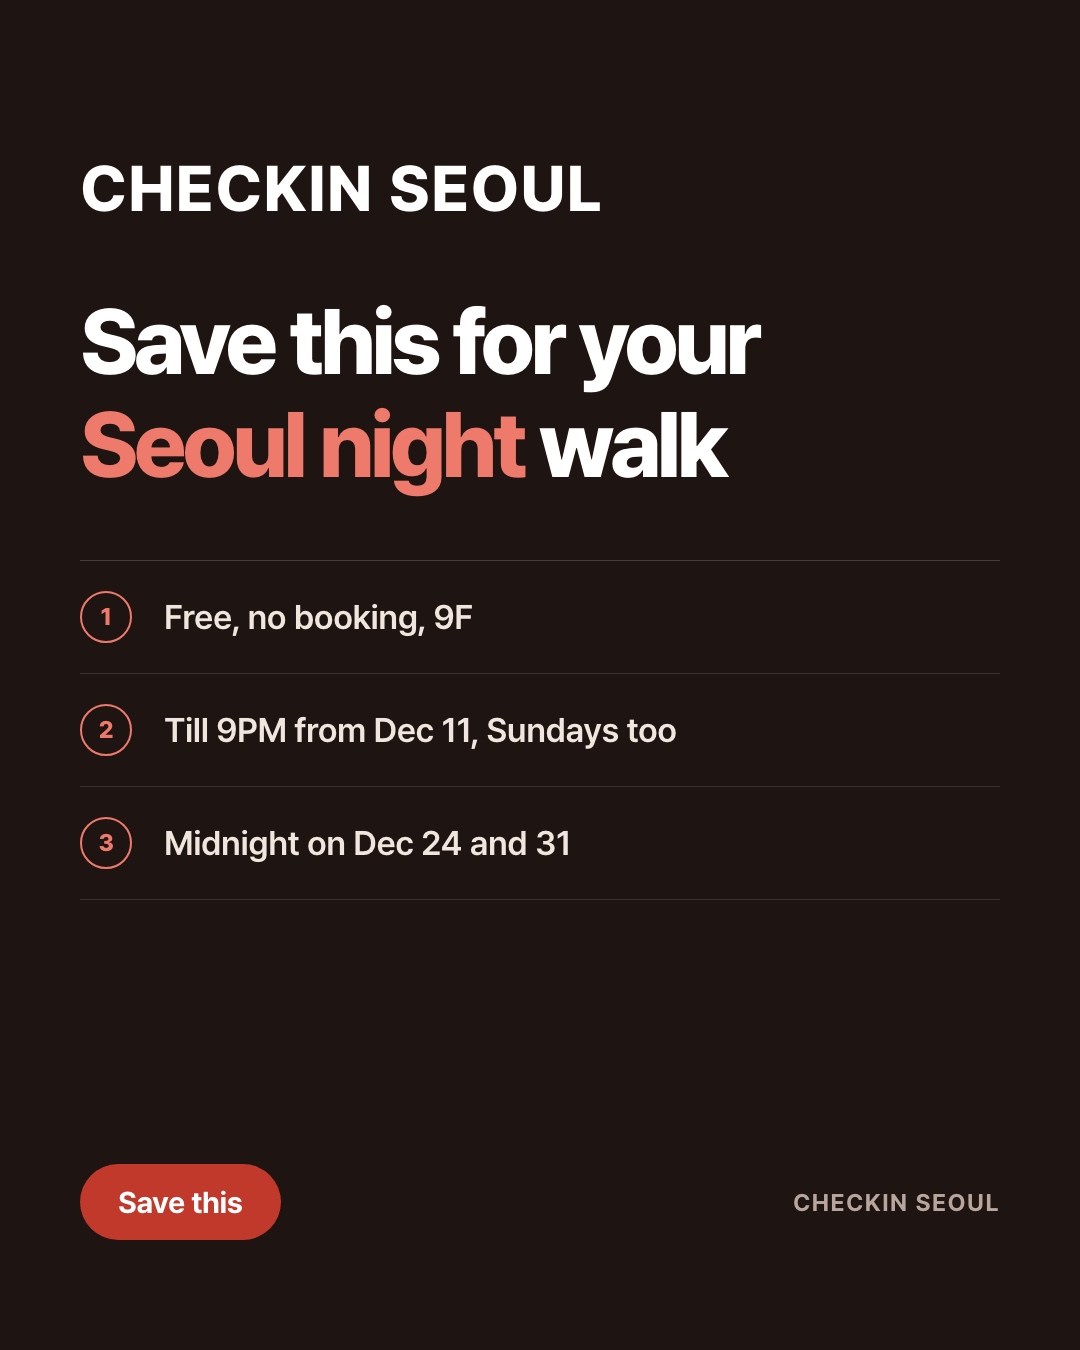 CHECKIN SEOUL
Save this for your
Seoul night walk
1 Free, no booking, 9F
2 Till 9PM from Dec 11, Sundays too
3 Midnight on Dec 24 and 31
Save this
CHECKIN SEOUL